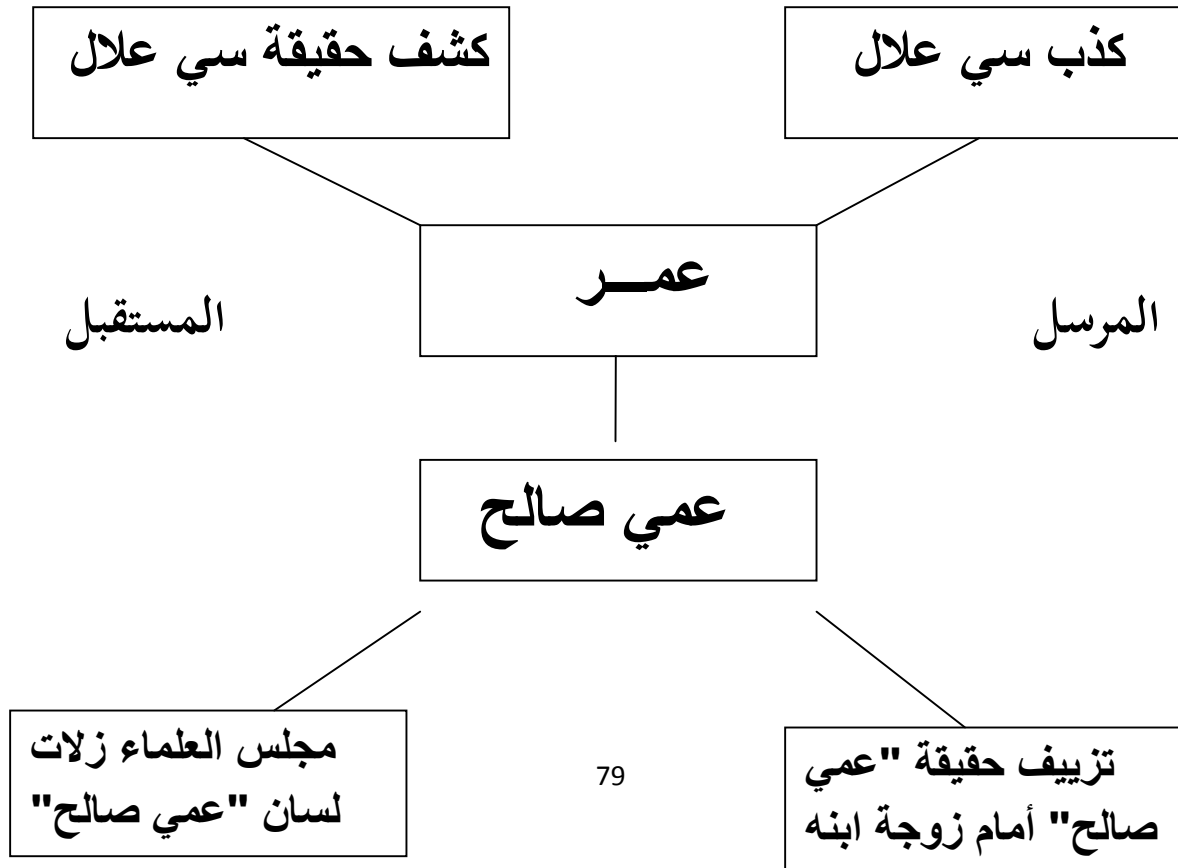 كذب سي علال
كشف حقيقة سي علال
عمـــر
المرسل
المستقبل
عمي صالح
تزييف حقيقة "عمي
صالح" أمام زوجة ابنه
مجلس العلماء زلات
لسان "عمي صالح"
79